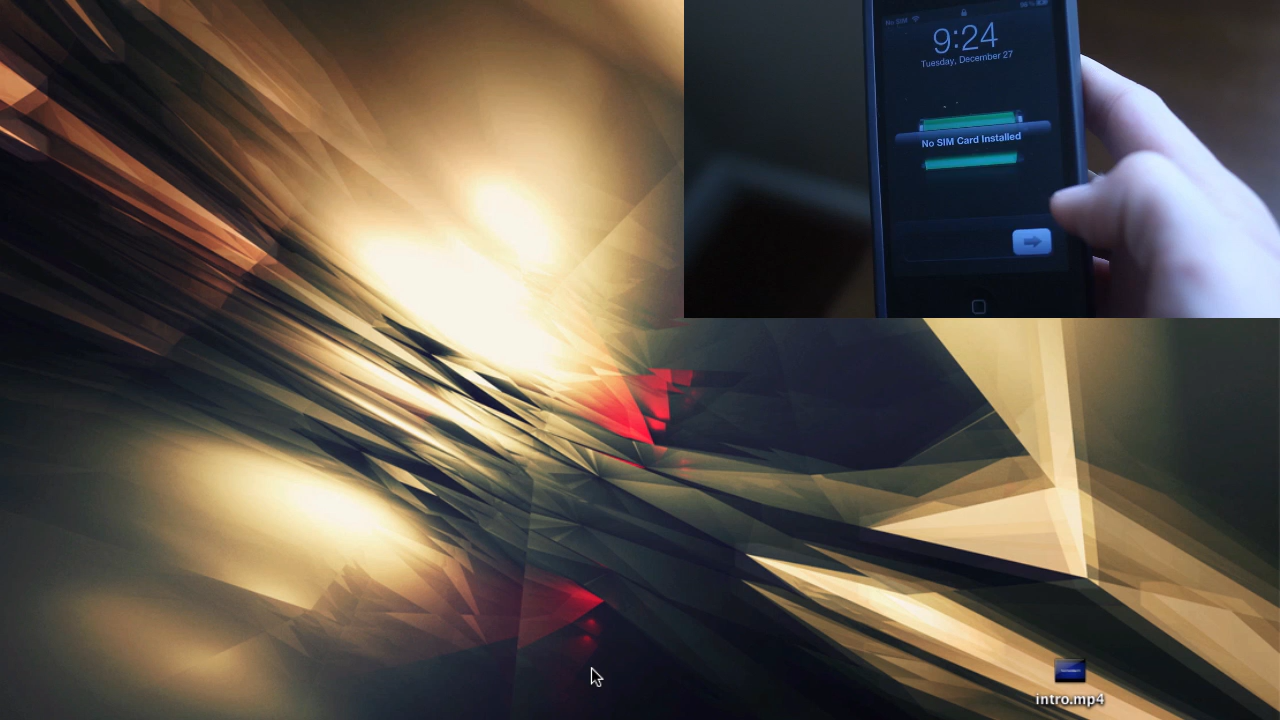 No SIM
9:24
Tuesday, December 27
No SIM Card Installed
intro.mp4